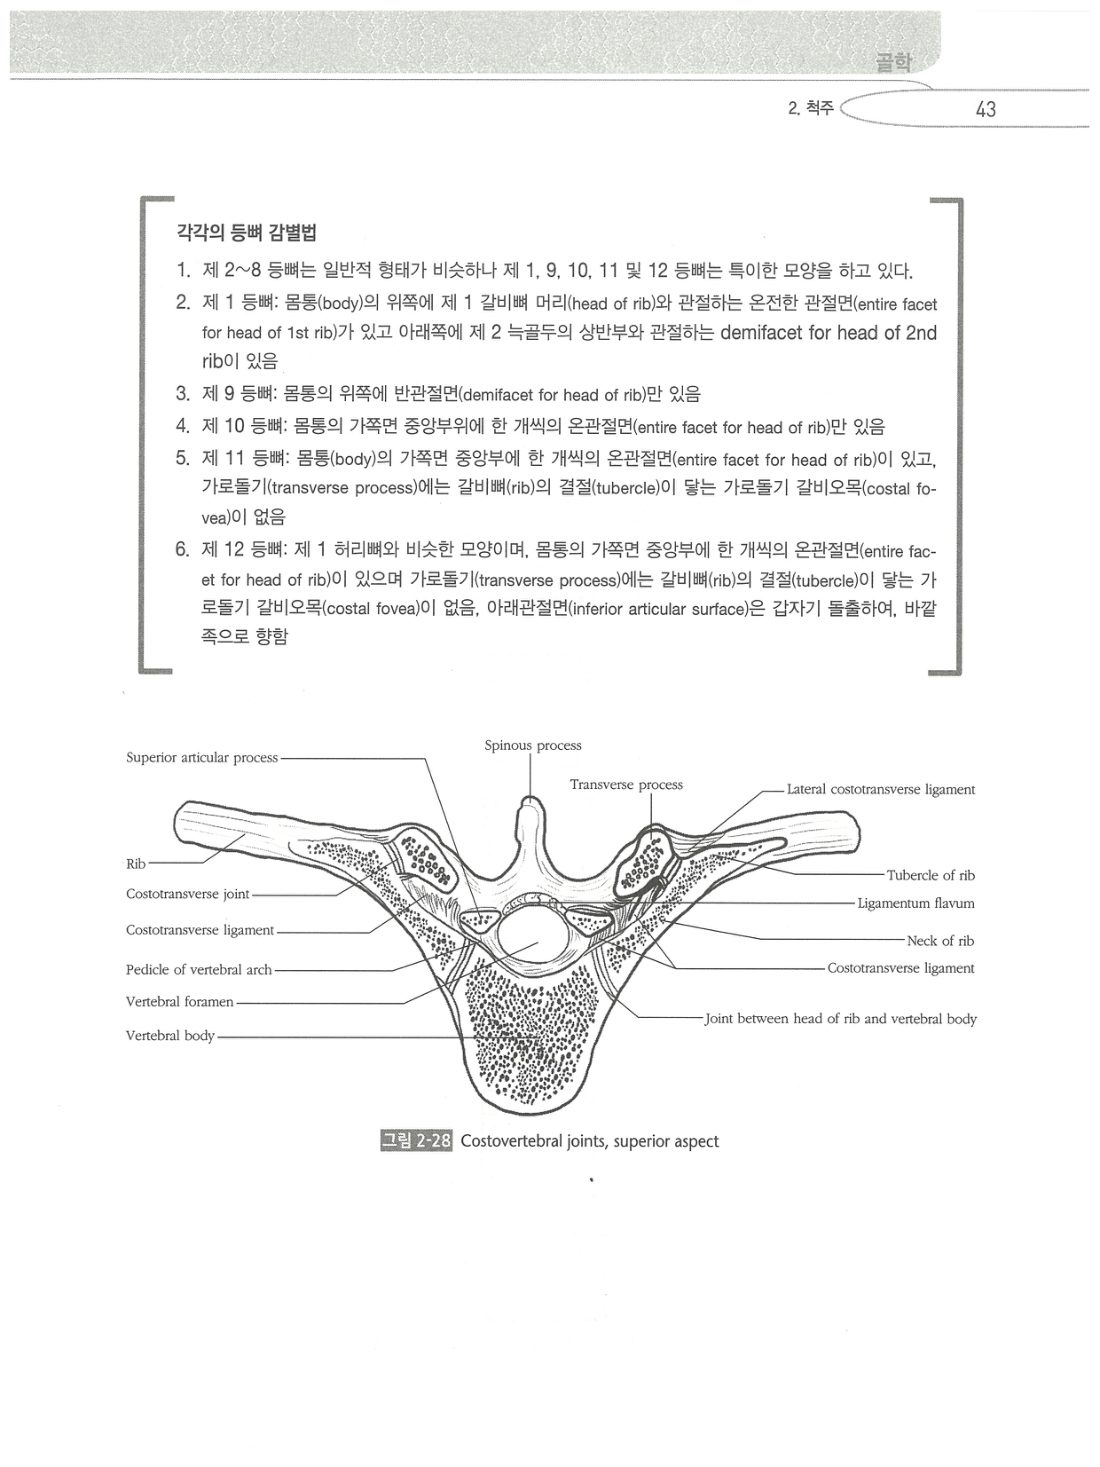 골학
2. 척주
43
각각의 등뼈 감별법
1. 제 2~8 등뼈는 일반적 형태가 비슷하나 제 1, 9, 10, 11 및 12 등뼈는 특이한 모양을 하고 있다.
2. 제 1 등뼈: 몸통(body)의 위쪽에 제 1 갈비뼈 머리(head of rib)와 관절하는 온전한 관절면(entire facet
for head of 1st rib)가 있고 아래쪽에 제 2 늑골두의 상반부와 관절하는 demifacet for head of 2nd
rib이 있음
3. 제 9 등뼈: 몸통의 위쪽에 반관절면(demifacet for head of rib)만 있음
4. 제 10 등뼈: 몸통의 가쪽면 중앙부위에 한 개씩의 온관절면(entire facet for head of rib)만 있음
5. 제 11 등뼈: 몸통(body)의 가쪽면 중앙부에 한 개씩의 온관절면(entire facet for head of rib)이 있고,
가로돌기(transverse process)에는 갈비뼈(rib)의 결절(tubercle)이 닿는 가로돌기 갈비오목(costal fo-
vea)이 없음
6. 제 12 등뼈: 제 1 허리뼈와 비슷한 모양이며, 몸통의 가쪽면 중앙부에 한 개씩의 온관절면(entire fac-
et for head of rib)이 있으며 가로돌기(transverse process)에는 갈비뼈(rib)의 결절(tubercle)이 닿는 가
로돌기 갈비오목(costal fovea)이 없음, 아래관절면(inferior articular surface)은 갑자기 돌출하여, 바깥
족으로 향함
Spinous process
Superior articular process
Transverse process
Lateral costotransverse ligament
Rib
Tubercle of rib
Costotransverse joint
Ligamentum flavum
Costotransverse ligament
Neck of rib
Pedicle of vertebral arch
Costotransverse ligament
Vertebral foramen
Joint between head of rib and vertebral body
Vertebral body
그림 2-28 Costovertebral joints, superior aspect